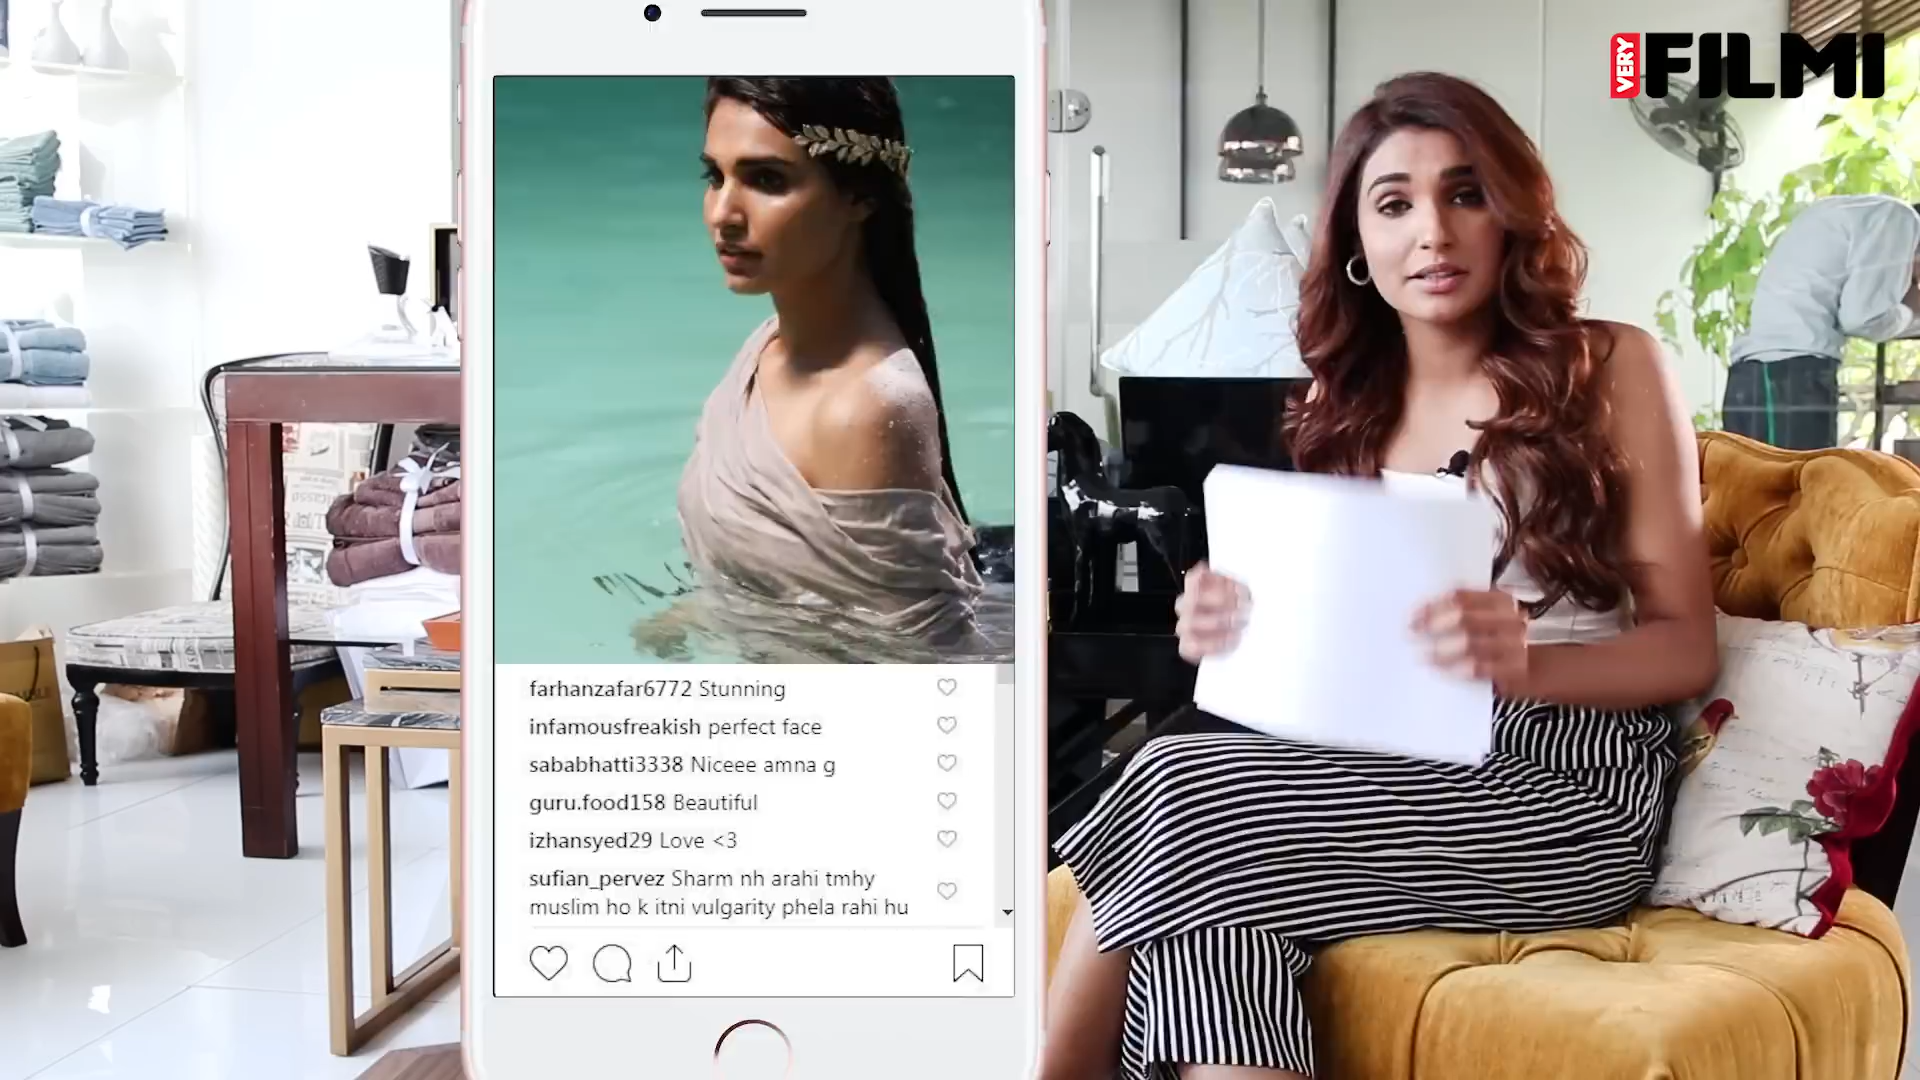 VERY FILMI
farhanzafar6772 Stunning
infamousfreakish perfect face
sababhatti3338 Niceee amna g
guru.food158 Beautiful
izhansyed29 Love <3
sufian_pervez Sharm nh arahi tmhy
muslim ho k itni vulgarity phela rahi hu